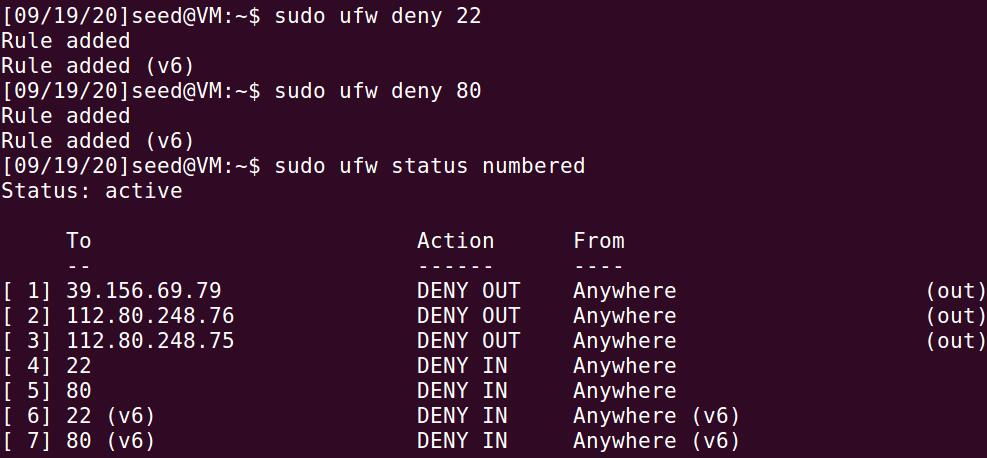 [09/19/20]seed@VM:~$ sudo ufw deny 22
Rule added
Rule added (v6)
[09/19/20]seed@VM:~$ sudo ufw deny 80
Rule added
Rule added (v6)
[09/19/20]seed@VM:~$ sudo ufw status numbered
Status: active

     To                         Action      From
     --                         ------      ----
[ 1] 39.156.69.79               DENY OUT    Anywhere                   (out)
[ 2] 112.80.248.76              DENY OUT    Anywhere                   (out)
[ 3] 112.80.248.75              DENY OUT    Anywhere                   (out)
[ 4] 22                         DENY IN     Anywhere
[ 5] 80                         DENY IN     Anywhere
[ 6] 22 (v6)                    DENY IN     Anywhere (v6)
[ 7] 80 (v6)                    DENY IN     Anywhere (v6)